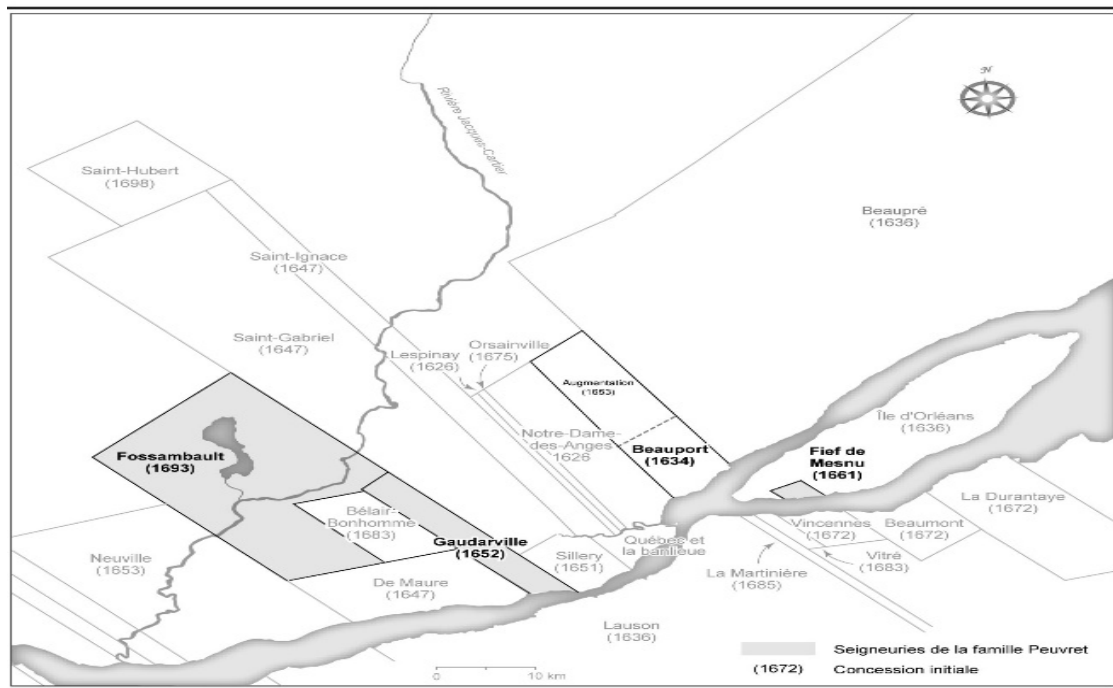 N
Rivière Jacques-Cartier
Saint-Hubert
(1698)
Beaupré
(1636)
Saint-Ignace
(1647)
Saint-Gabriel
(1647)
Lespinay
(1626)
Orsainville
(1675)
Augmentation
(1653)
Île d'Orléans
(1636)
Notre-Dame-
des-Anges
1626
Beauport
(1634)
Fief de
Mesnu
(1661)
Fossambault
(1693)
La Durantaye
(1672)
Bélair-
Bonhomme
(1683)
Gaudarville
(1652)
Québec et
la banlieue
Vincennes
(1672)
Beaumont
(1672)
Neuville
(1653)
Sillery
(1651)
Vitré
(1683)
De Maure
(1647)
La Martinière
(1685)
Lauson
(1636)
0 10 km
Seigneuries de la famille Peuvret
(1672) Concession initiale